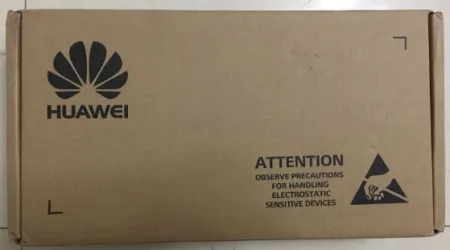 HUAWEI
ATTENTION
OBSERVE PRECAUTIONS
FOR HANDLING
ELECTROSTATIC
SENSITIVE DEVICES